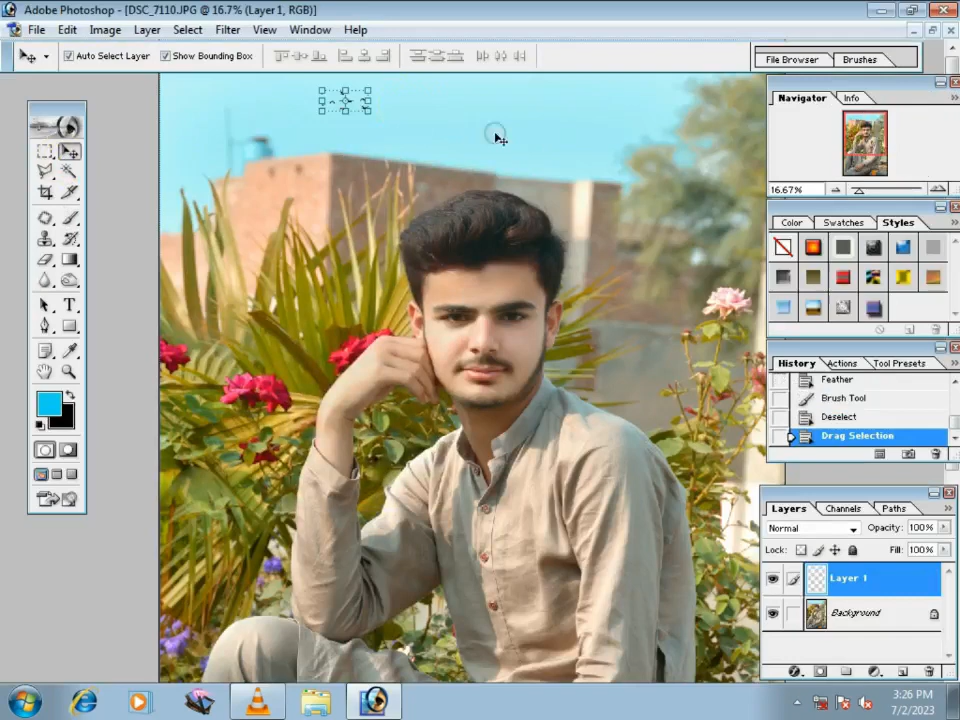 Adobe Photoshop - [DSC_7110.JPG @ 16.7% (Layer 1, RGB)]
File Edit Image Layer Select Filter View Window Help
Auto Select Layer Show Bounding Box
File Browser Brushes
Navigator Info
16.67%
Color Swatches Styles
History Actions Tool Presets
Feather
Brush Tool
Deselect
Drag Selection
Layers Channels Paths
Normal Opacity: 100%
Lock: Fill: 100%
Layer 1
Background
3:26 PM
7/2/2023